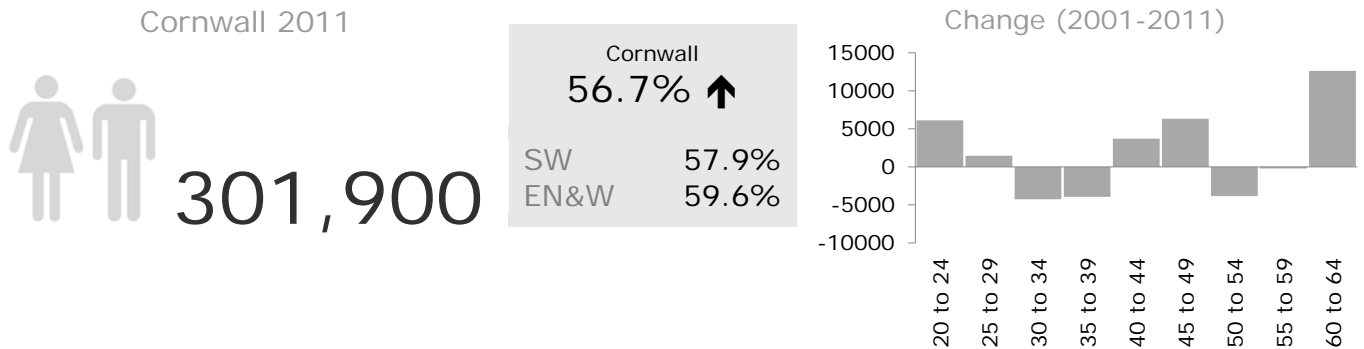 Cornwall 2011
301,900
Cornwall
56.7%
SW 57.9%
EN&W 59.6%
Change (2001-2011)
15000
10000
5000
0
-5000
-10000
20 to 24
25 to 29
30 to 34
35 to 39
40 to 44
45 to 49
50 to 54
55 to 59
60 to 64